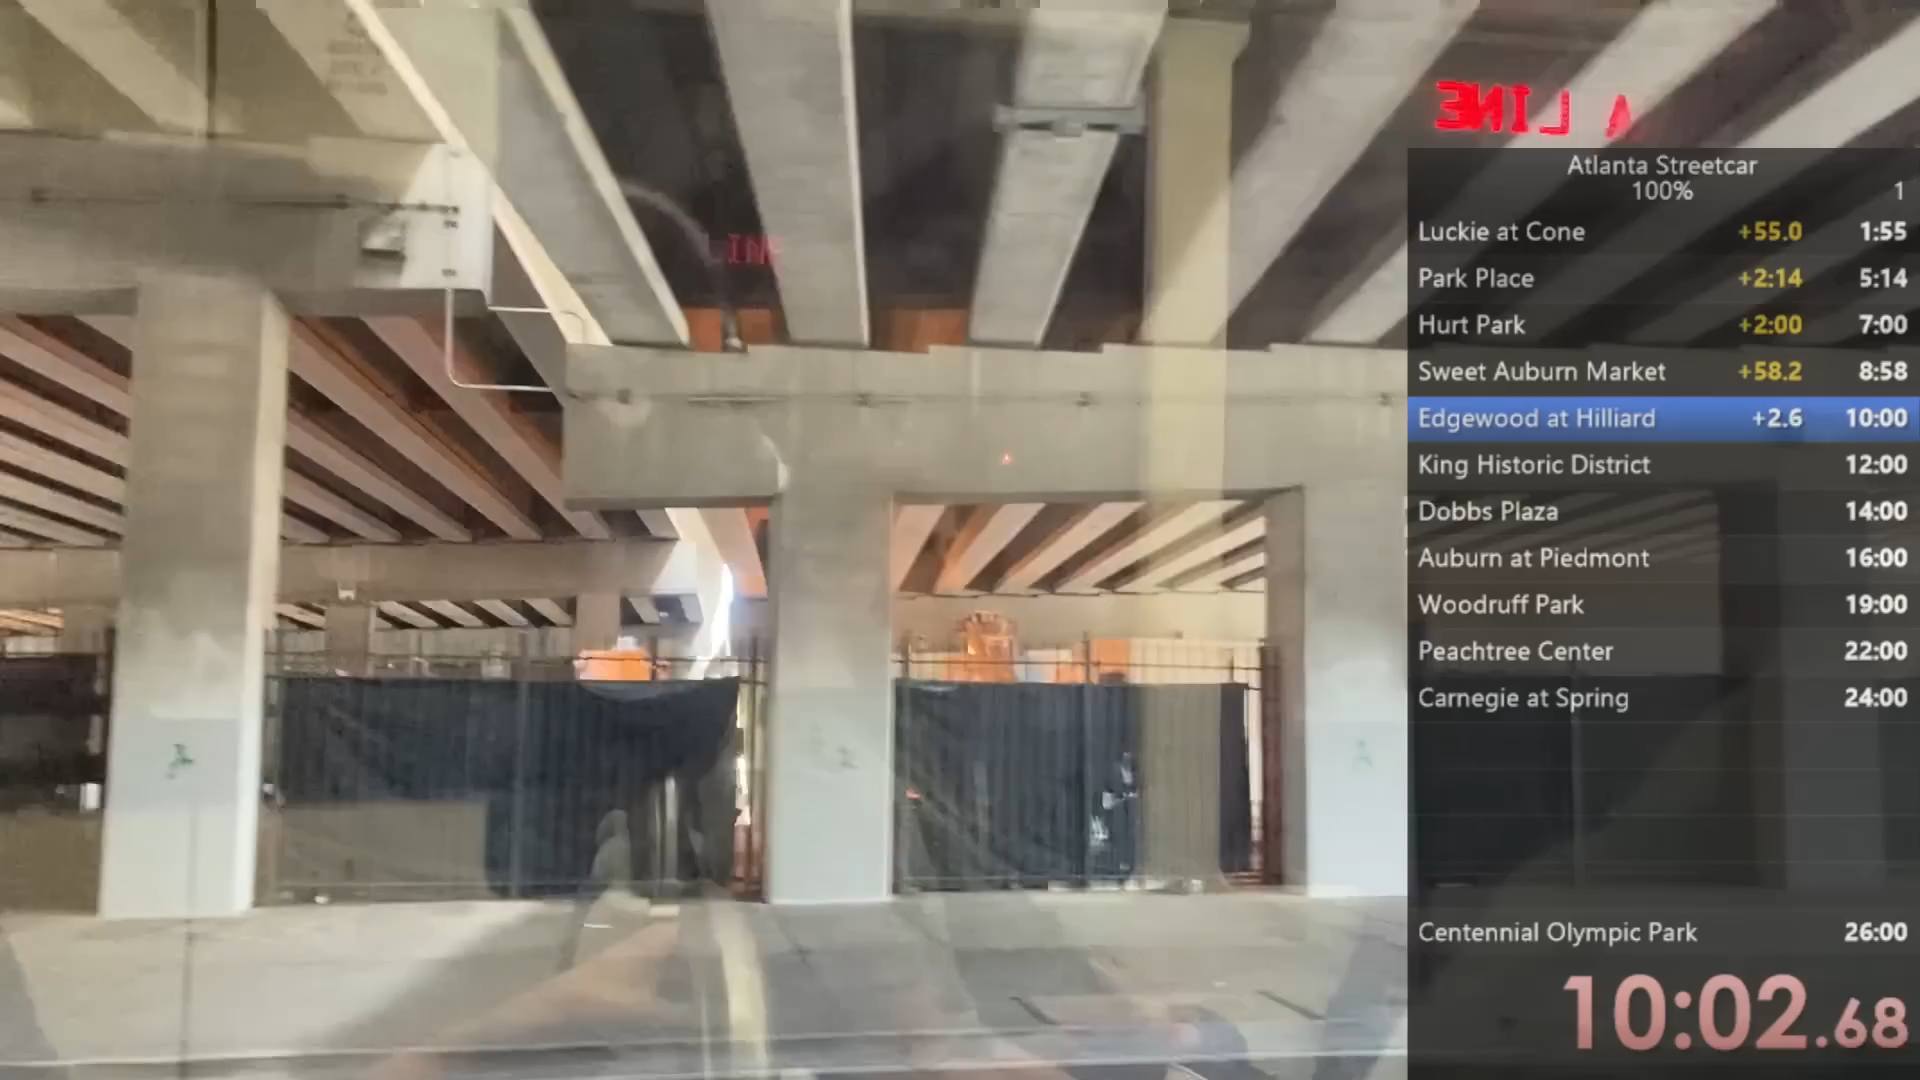 A LINE
LINE
Atlanta Streetcar
100% 1
Luckie at Cone +55.0 1:55
Park Place +2:14 5:14
Hurt Park +2:00 7:00
Sweet Auburn Market +58.2 8:58
Edgewood at Hilliard +2.6 10:00
King Historic District 12:00
Dobbs Plaza 14:00
Auburn at Piedmont 16:00
Woodruff Park 19:00
Peachtree Center 22:00
Carnegie at Spring 24:00
Centennial Olympic Park 26:00
10:02.68